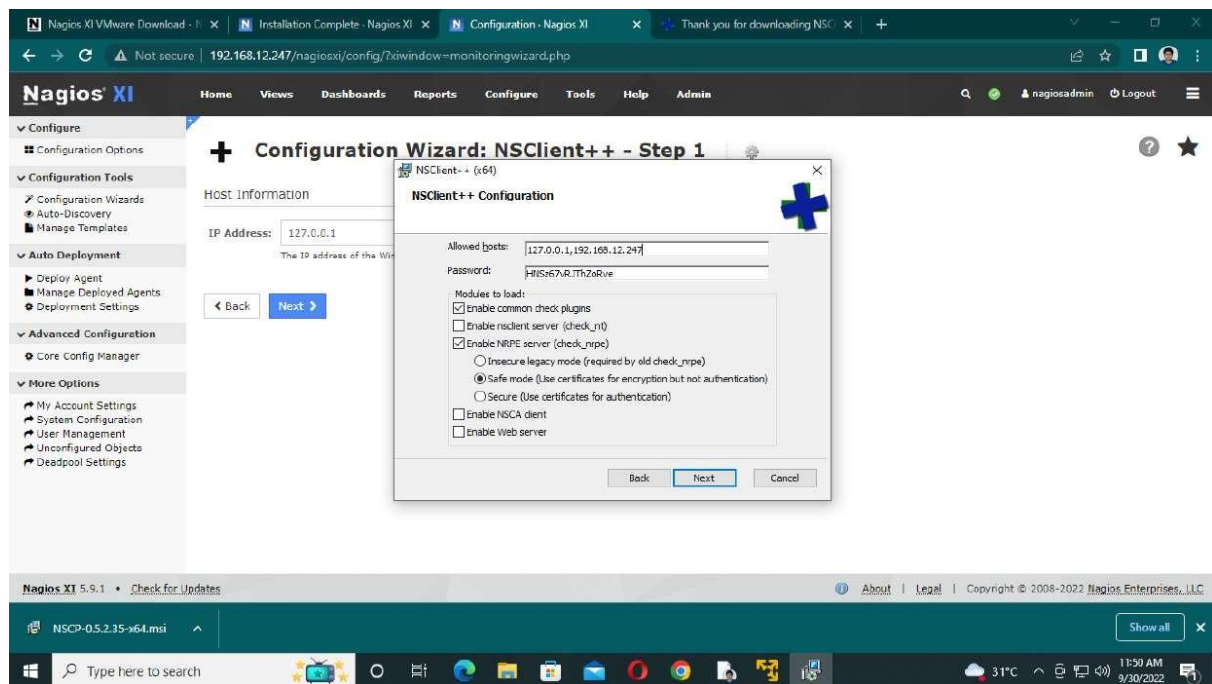 Nagios XI VMware Download - N
Installation Complete - Nagios XI
Configuration - Nagios XI
Thank you for downloading NSC
Not secure | 192.168.12.247/nagiosxi/config/?xiwindow=monitoringwizard.php
Nagios XI
Home Views Dashboards Reports Configure Tools Help Admin
nagiosadmin Logout
Configure
Configuration Options
Configuration Tools
Configuration Wizards
Auto-Discovery
Manage Templates
Auto Deployment
Deploy Agent
Manage Deployed Agents
Deployment Settings
Advanced Configuration
Core Config Manager
More Options
My Account Settings
System Configuration
User Management
Unconfigured Objects
Deadpool Settings
Configuration Wizard: NSClient++ - Step 1
Host Information
IP Address: 127.0.0.1
The IP address of the Win
Back Next
NSClient++ (x64)
NSClient++ Configuration
Allowed hosts: 127.0.0.1,192.168.12.247
Password:
Modules to load:
Enable common check plugins
Enable nsclient server (check_nt)
Enable NRPE server (check_nrpe)
Insecure legacy mode (required by old check_nrpe)
Safe mode (Use certificates for encryption but not authentication)
Secure (Use certificates for authentication)
Enable NSCA client
Enable Web server
Back Next Cancel
Nagios XI 5.9.1 • Check for Updates
About | Legal | Copyright © 2008-2022 Nagios Enterprises, LLC
NSCP-0.5.2.35-x64.msi
Show all
Type here to search
31°C
11:50 AM
9/30/2022